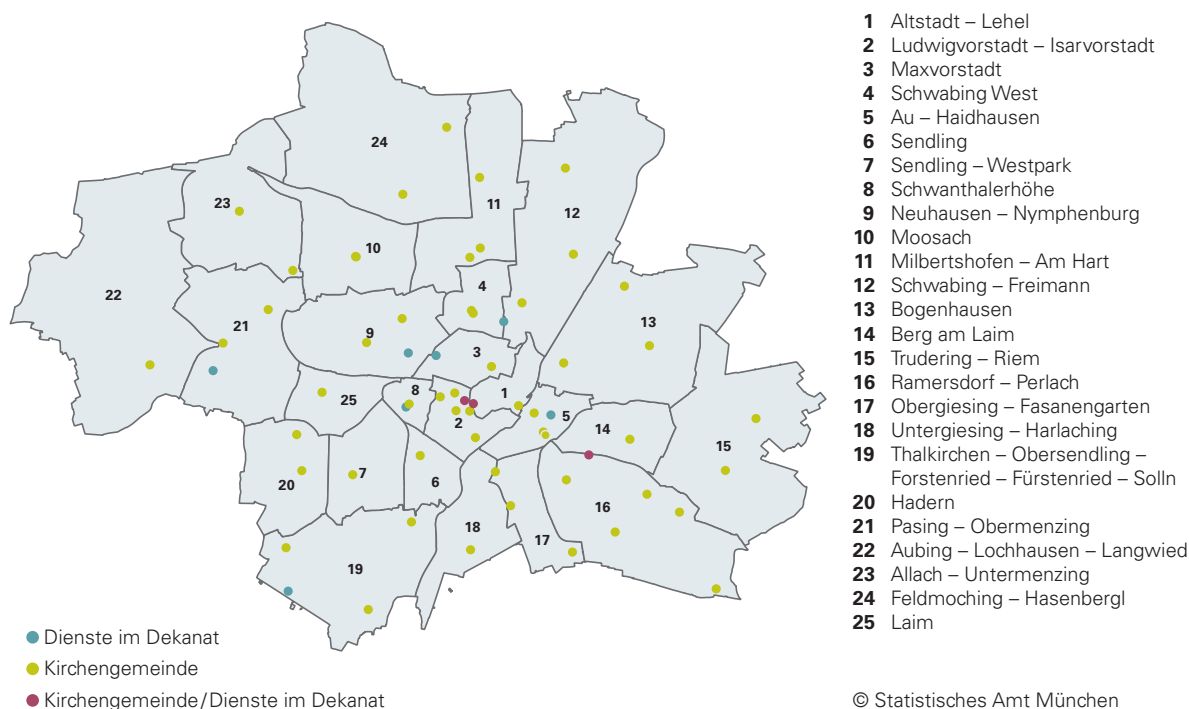 1 Altstadt – Lehel
2 Ludwigvorstadt – Isarvorstadt
3 Maxvorstadt
4 Schwabing West
5 Au – Haidhausen
6 Sendling
7 Sendling – Westpark
8 Schwanthalerhöhe
9 Neuhausen – Nymphenburg
10 Moosach
11 Milbertshofen – Am Hart
12 Schwabing – Freimann
13 Bogenhausen
14 Berg am Laim
15 Trudering – Riem
16 Ramersdorf – Perlach
17 Obergiesing – Fasanengarten
18 Untergiesing – Harlaching
19 Thalkirchen – Obersendling –
Forstenried – Fürstenried – Solln
20 Hadern
21 Pasing – Obermenzing
22 Aubing – Lochhausen – Langwied
23 Allach – Untermenzing
24 Feldmoching – Hasenbergl
25 Laim
24
23
11
12
10
22
4
21
13
9
3
8
1
25
2
5
14
15
7
6
20
16
18
17
19
Dienste im Dekanat
Kirchengemeinde
Kirchengemeinde/Dienste im Dekanat
© Statistisches Amt München